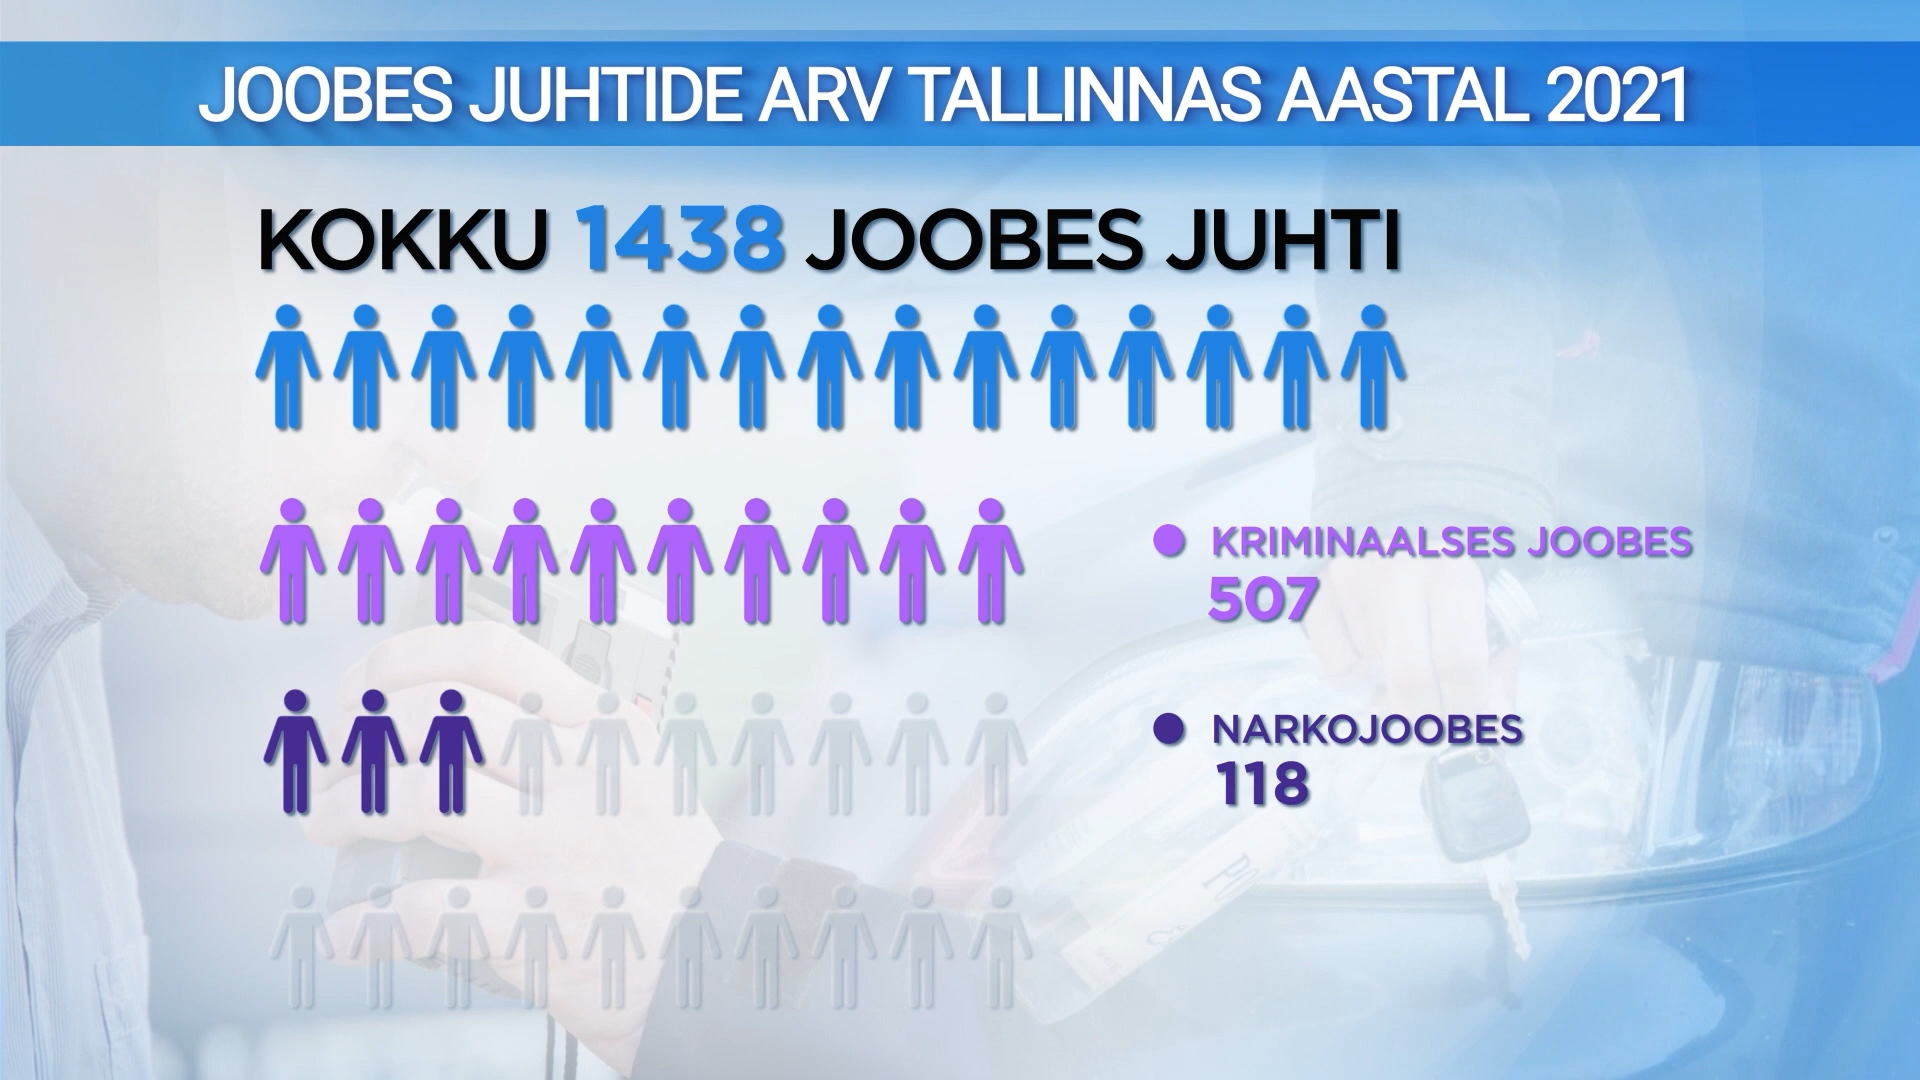 JOOBES JUHTIDE ARV TALLINNAS AASTAL 2021
KOKKU 1438 JOOBES JUHTI
KRIMINAALSES JOOBES
507
NARKOJOOBES
118